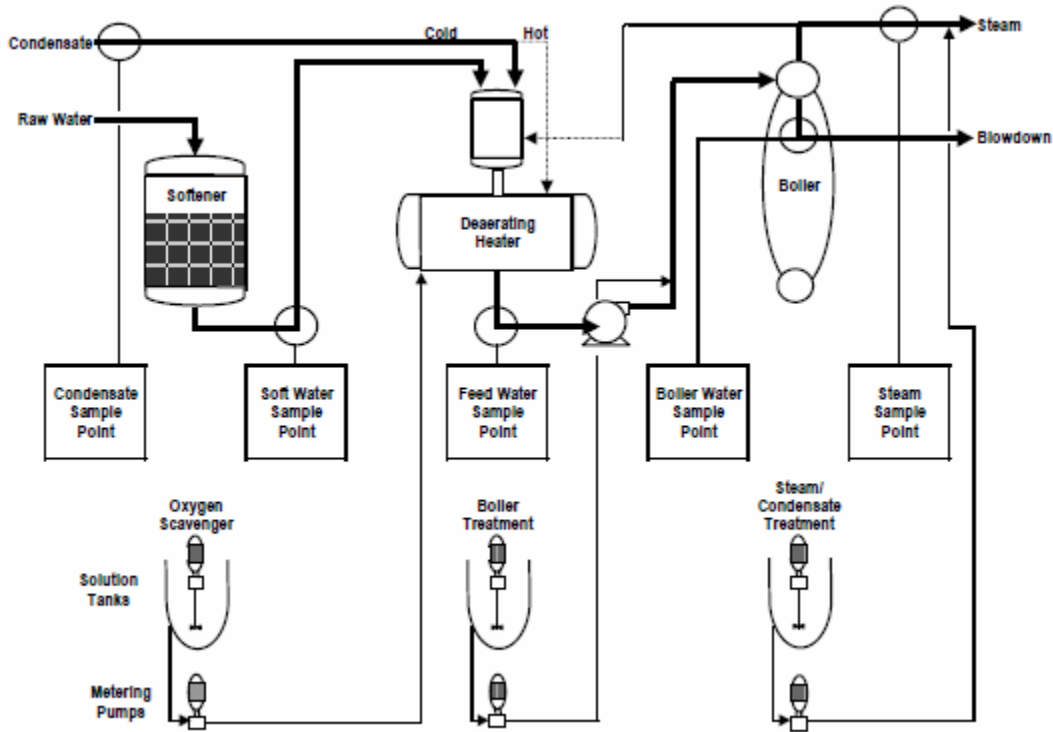 Condensate
Cold
Hot
Steam
Raw Water
Blowdown
Softener
Boiler
Deaerating
Heater
Condensate
Sample
Point
Soft Water
Sample
Point
Feed Water
Sample
Point
Boiler Water
Sample
Point
Steam
Sample
Point
Oxygen
Scavenger
Boiler
Treatment
Steam/
Condensate
Treatment
Solution
Tanks
Metering
Pumps